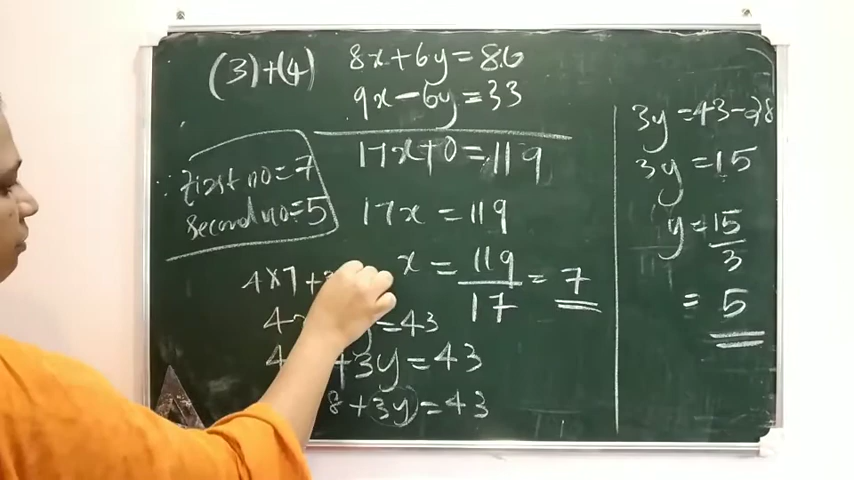 (3)+(4) 8x+6y=86
9x-6y=33
17x+0=119
17x=119
x=119/17=7
∵ First no=7
Second no=5
4×7+3
=43
+3y=43
8+3y=43
3y=43-28
3y=15
y=15/3
=5